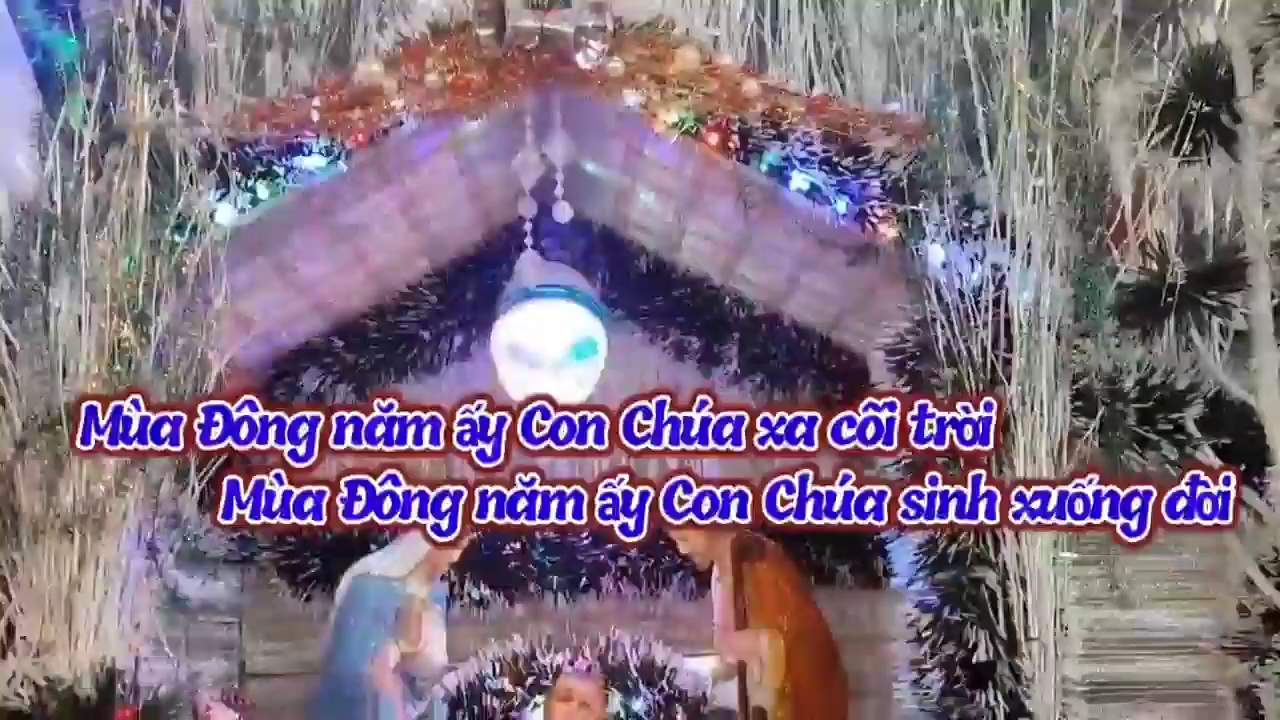 Mùa Đông năm ấy Con Chúa xa cõi trời
Mùa Đông năm ấy Con Chúa sinh xuống đời